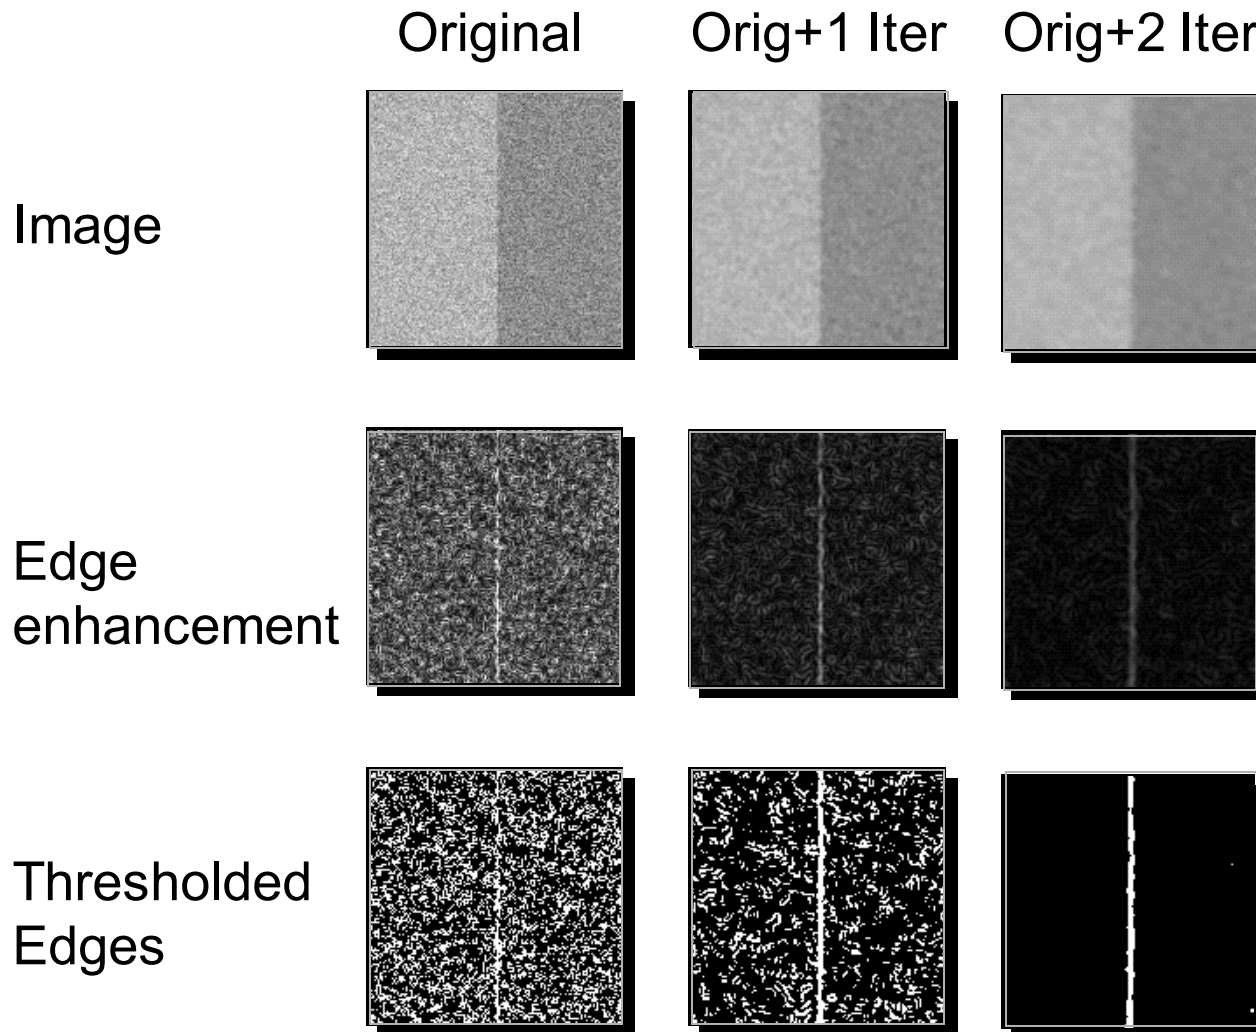 Original Orig+1 Iter Orig+2 Iter
Image
Edge
enhancement
Thresholded
Edges